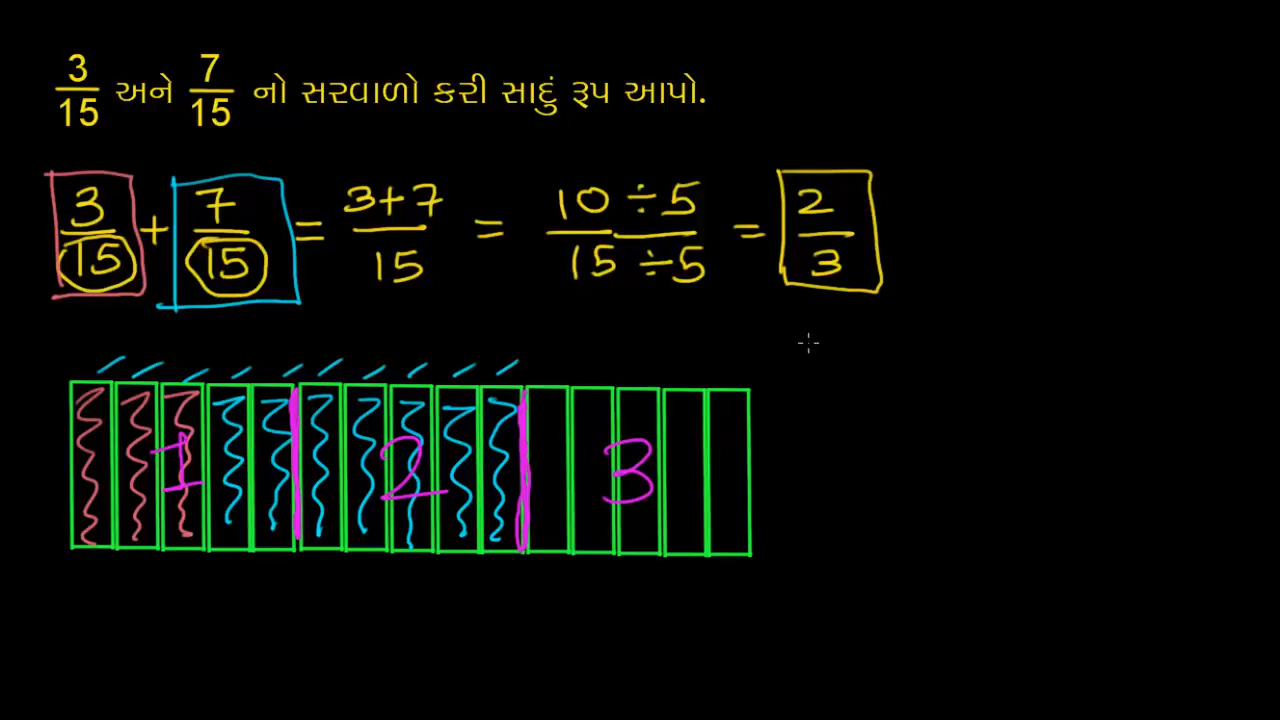 3/15 અને 7/15 નો સરવાળો કરી સાદું રૂપ આપો.
3/15 + 7/15 = 3+7/15 = 10÷5/15÷5 = 2/3
1 2 3